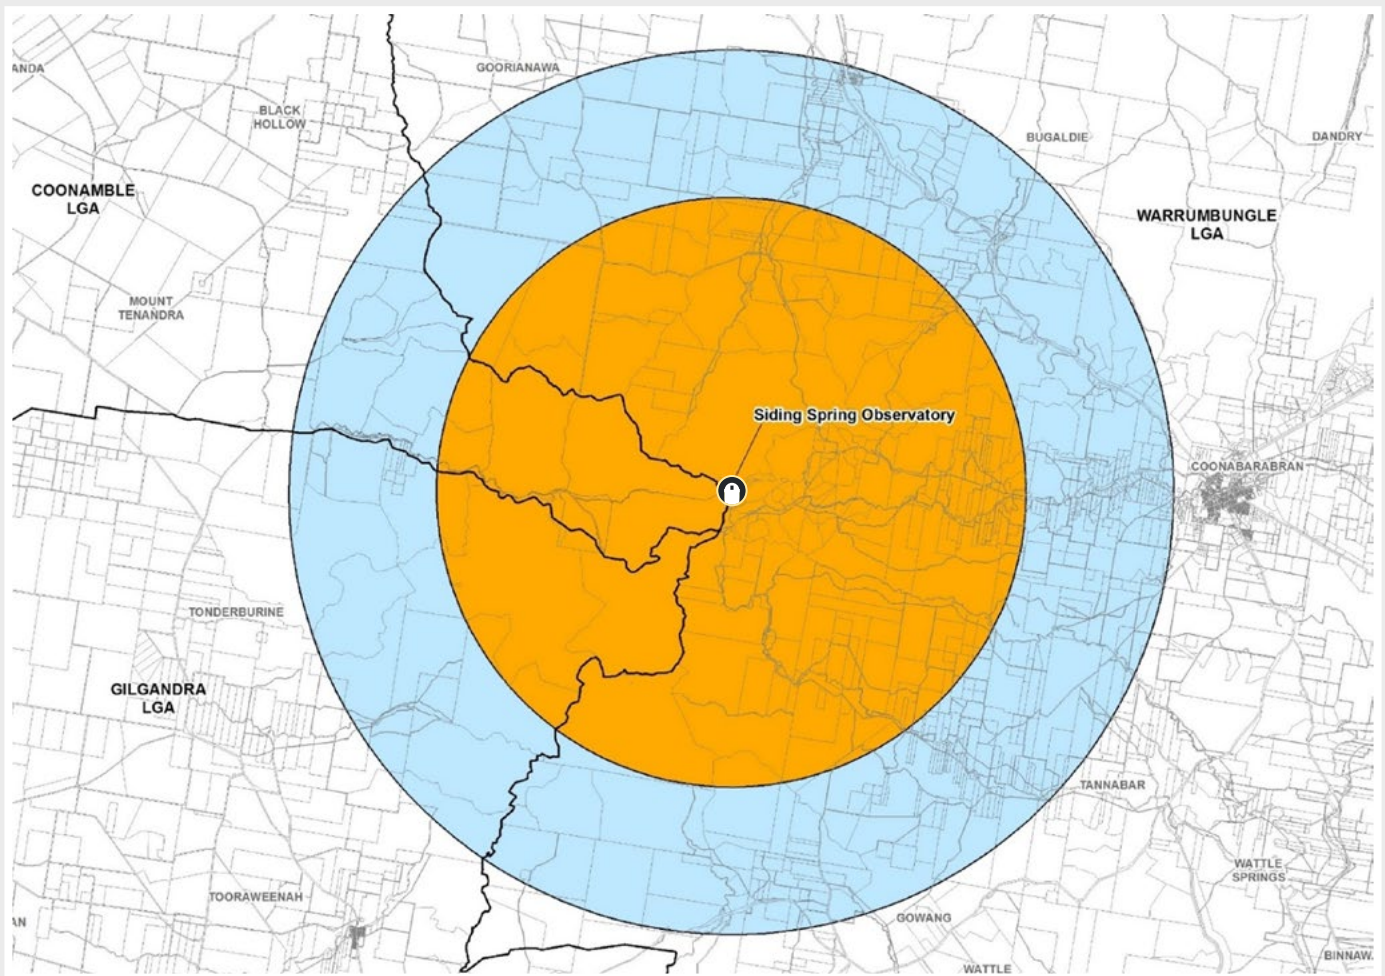 ANDA
GOORIANAWA
BLACK
HOLLOW
BUGALDIE
DANDRY
COONAMBLE
LGA
WARRUMBUNGLE
LGA
MOUNT
TENANDRA
Siding Spring Observatory
COONABARABRAN
TONDERBURINE
GILGANDRA
LGA
TANNABAR
WATTLE
SPRINGS
TOORAWEENAH
GOWANG
AN
BINNAW
WATTLE